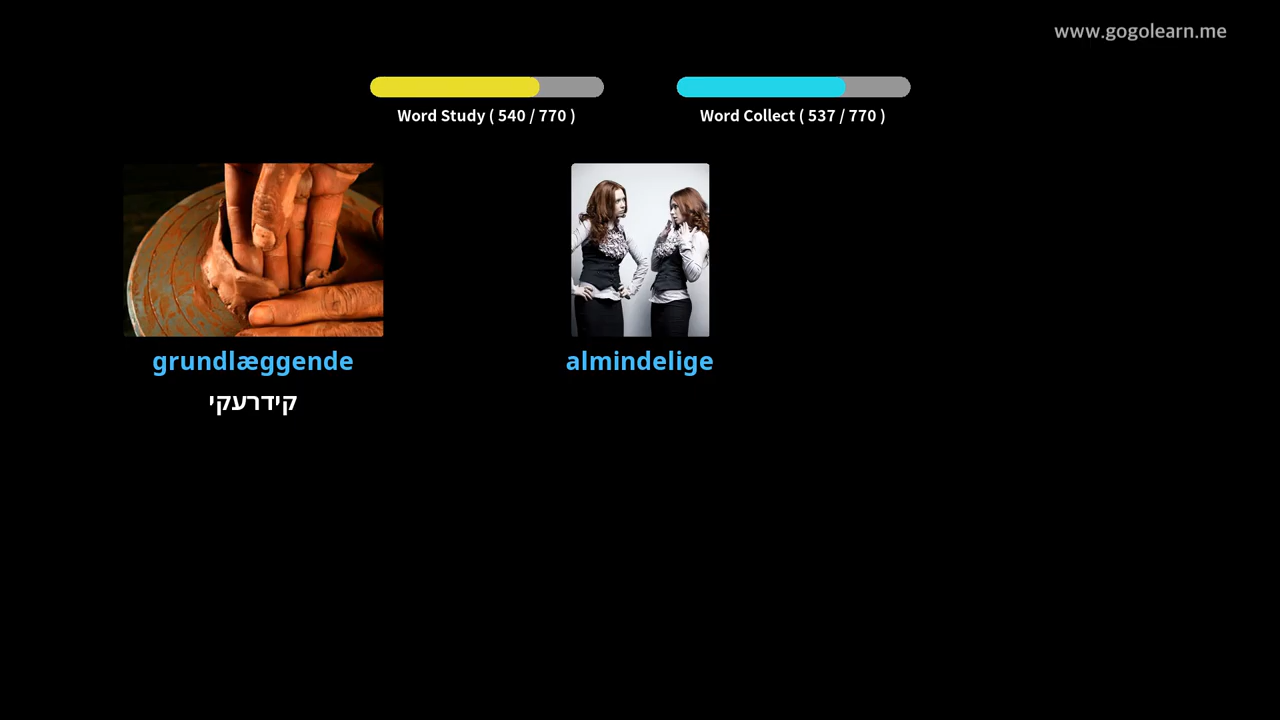 www.gogolearn.me
Word Study ( 540 / 770 )
Word Collect ( 537 / 770 )
grundlæggende
almindelige
קידרעקי